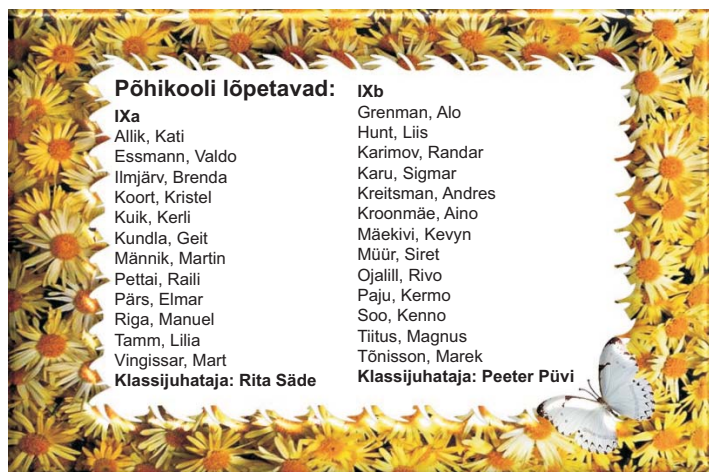 Põhikooli lõpetavad:
IXa
Allik, Kati
Essmann, Valdo
Ilmjärv, Brenda
Koort, Kristel
Kuik, Kerli
Kundla, Geit
Männik, Martin
Pettai, Raili
Pärs, Elmar
Riga, Manuel
Tamm, Lilia
Vingissar, Mart
Klassijuhataja: Rita Säde
IXb
Grenman, Alo
Hunt, Liis
Karimov, Randar
Karu, Sigmar
Kreitsman, Andres
Kroonmäe, Aino
Mäekivi, Kevyn
Müür, Siret
Ojalill, Rivo
Paju, Kermo
Soo, Kenno
Tiitus, Magnus
Tõnisson, Marek
Klassijuhataja: Peeter Püvi